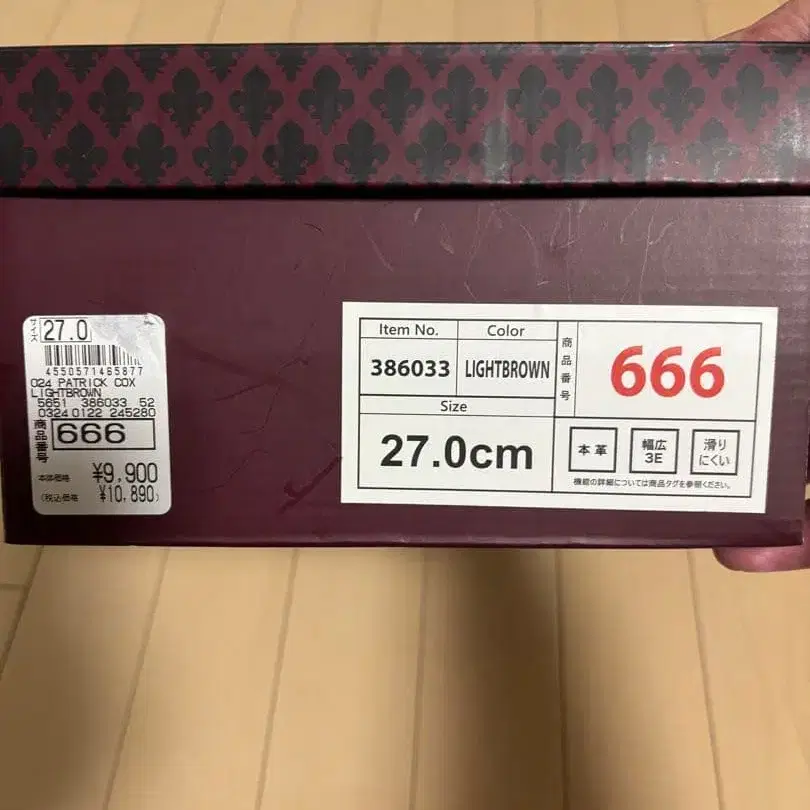 サイズ 27.0
4550571465877
024 PATRICK COX
LIGHTBROWN
5651 386033 52
0324 0122 245280
商品番号 666
本体価格 ¥9,900
(税込価格 ¥10,890)
Item No. Color
386033 LIGHTBROWN
Size
27.0cm
商品番号 666
本革
幅広 3E
滑りにくい
機能の詳細については商品タグを参照ください。